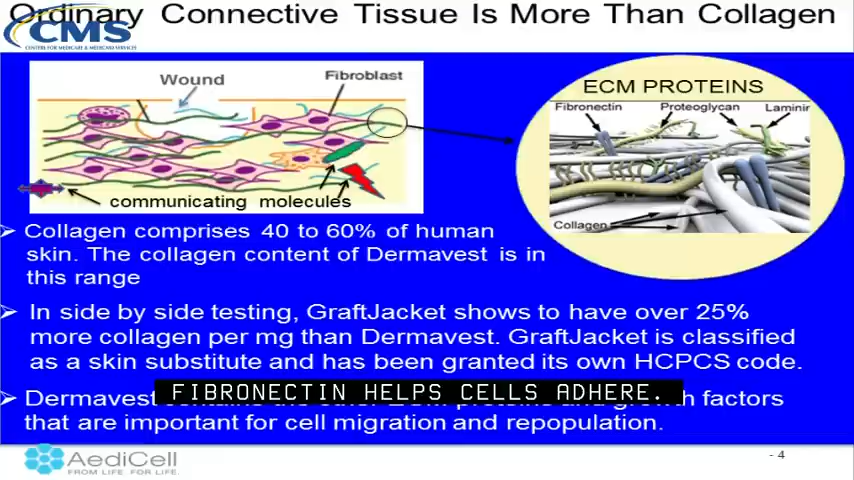 Ordinary Connective Tissue Is More Than Collagen
CMS
CENTERS FOR MEDICARE & MEDICAID SERVICES
Wound
Fibroblast
communicating molecules
ECM PROTEINS
Fibronectin
Proteoglycan
Laminin
Collagen
➢ Collagen comprises 40 to 60% of human
skin. The collagen content of Dermavest is in
this range
➢ In side by side testing, GraftJacket shows to have over 25%
more collagen per mg than Dermavest. GraftJacket is classified
as a skin substitute and has been granted its own HCPCS code.
FIBRONECTIN HELPS CELLS ADHERE.
➢ Dermavest factors
that are important for cell migration and repopulation.
AediCell
FROM LIFE. FOR LIFE.
- 4